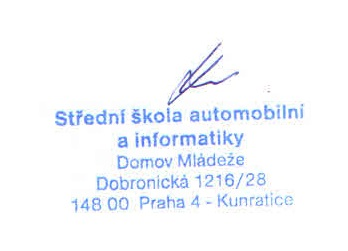 Střední škola automobilní
a informatiky
Domov Mládeže
Dobronická 1216/28
148 00 Praha 4 - Kunratice